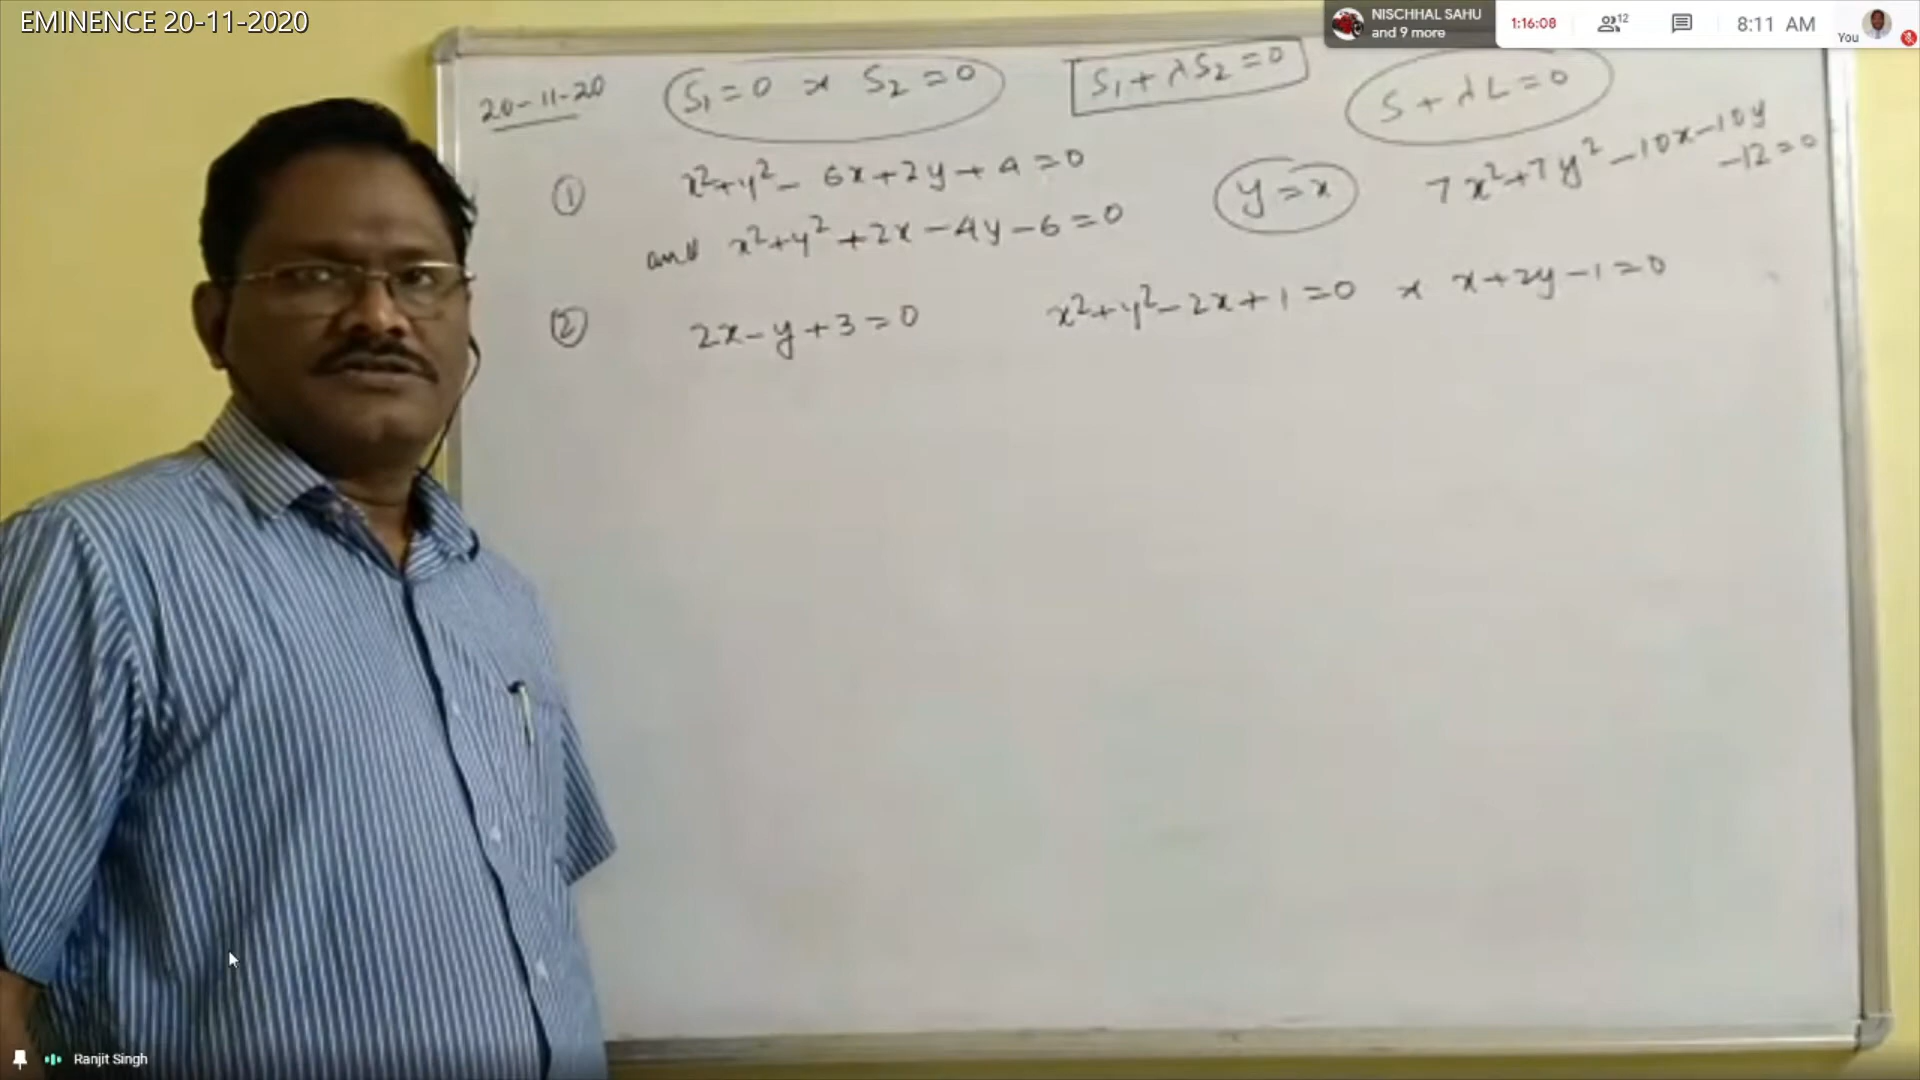 EMINENCE 20-11-2020
NISCHHAL SAHU
and 9 more
1:16:08
12
8:11 AM
You
20-11-20
S₁=0 & S₂=0
S₁+λS₂=0
S+λL=0
① x²+y²-6x+2y+4=0
y=x
7x²+7y²-10x-10y
-12=0
and x²+y²+2x-4y-6=0
② 2x-y+3=0
x²+y²-2x+1=0 & x+2y-1=0
Ranjit Singh